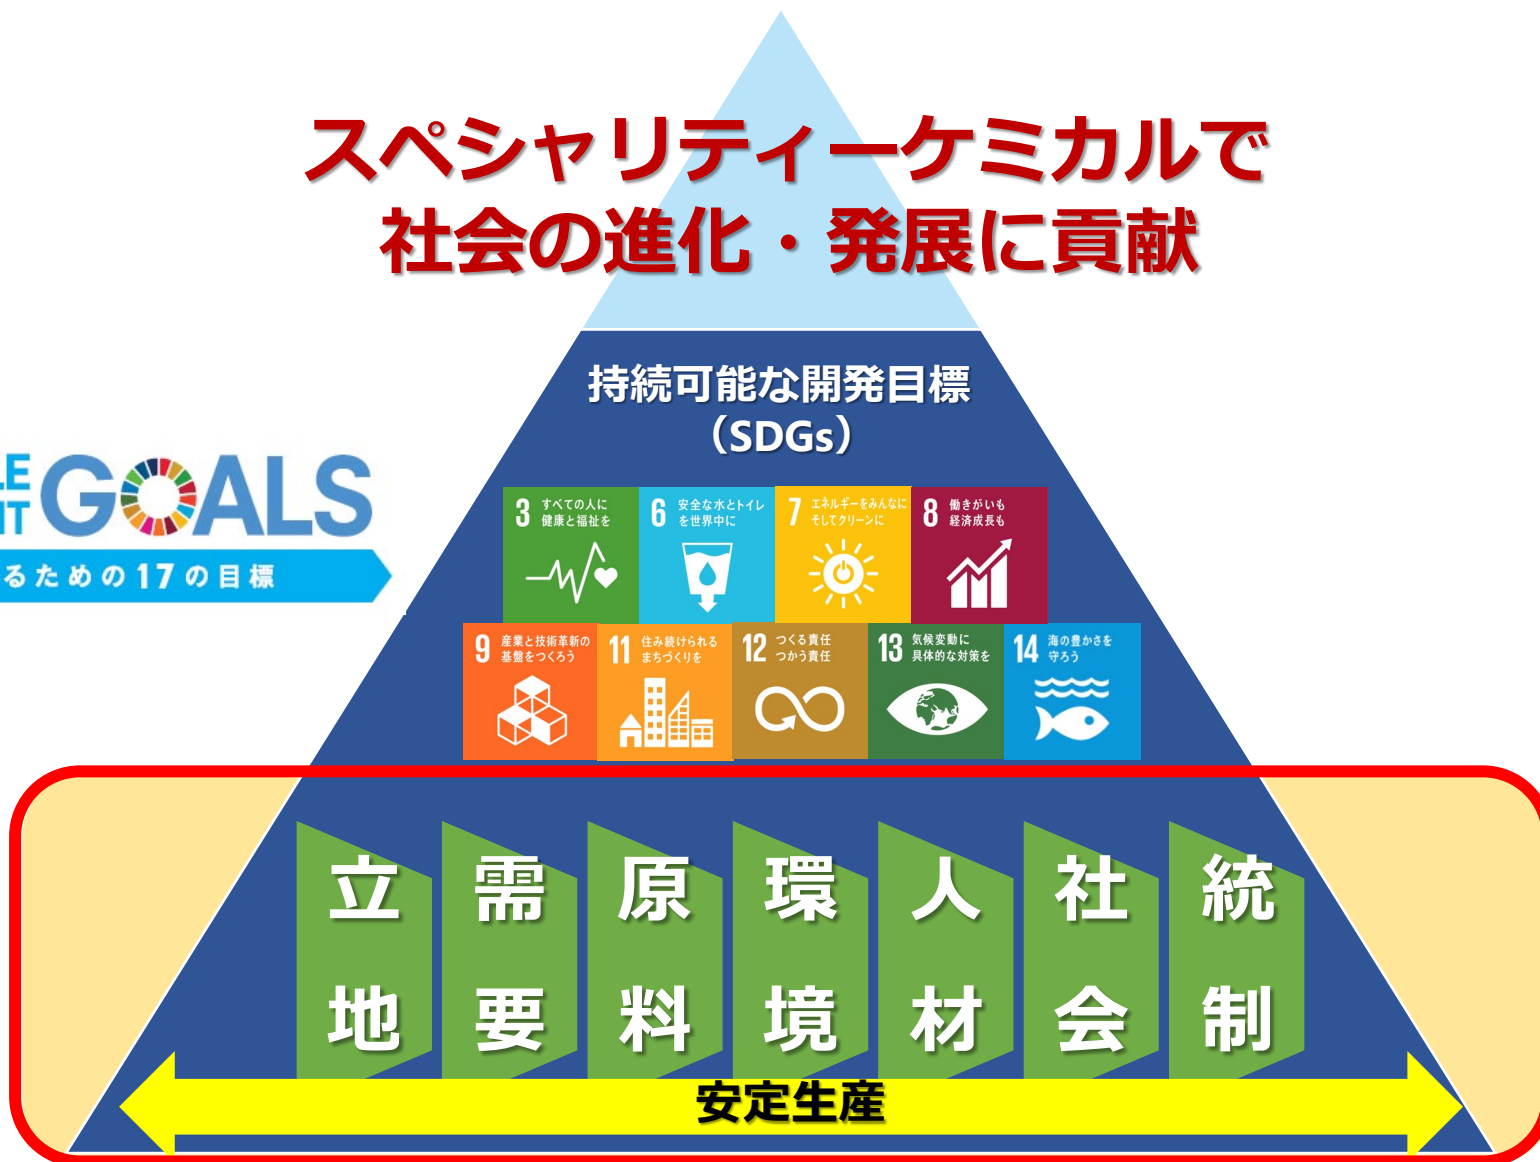 スペシャリティーケミカルで
社会の進化・発展に貢献
持続可能な開発目標
（SDGs）
LE
NT GOALS
るための17の目標
3 すべての人に
健康と福祉を
6 安全な水とトイレ
を世界中に
7 エネルギーをみんなに
そしてクリーンに
8 働きがいも
経済成長も
9 産業と技術革新の
基盤をつくろう
11 住み続けられる
まちづくりを
12 つくる責任
つかう責任
13 気候変動に
具体的な対策を
14 海の豊かさを
守ろう
立地
需要
原料
環境
人材
社会
統制
安定生産